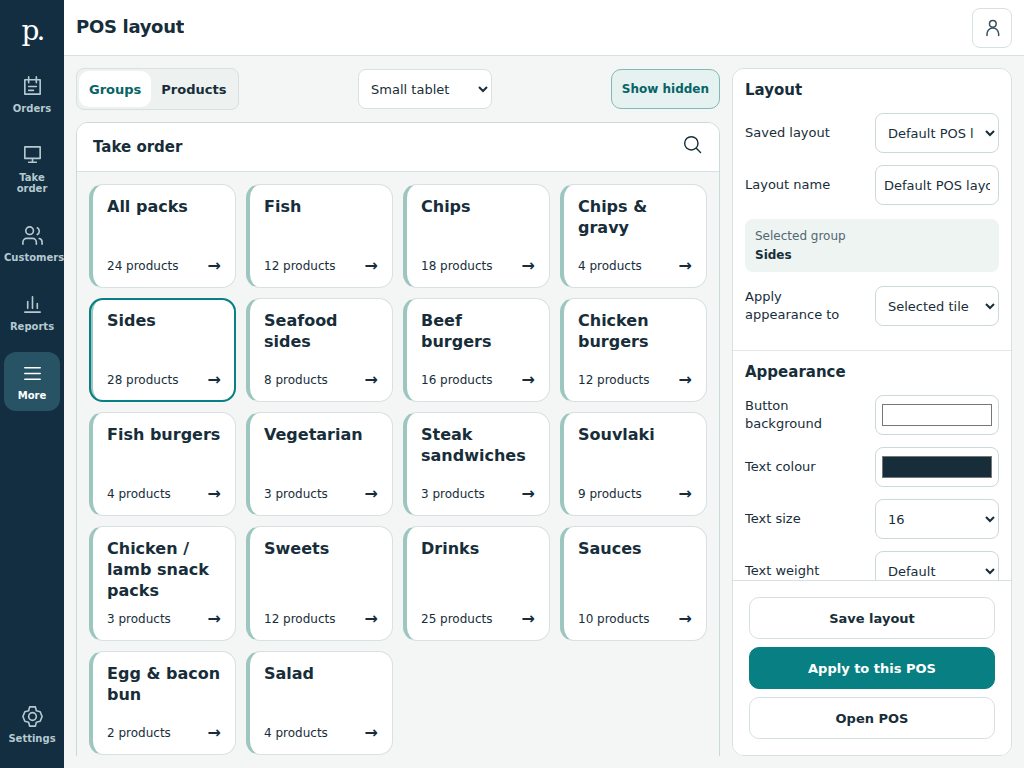 p.
POS layout
Orders
Take
order
Customers
Reports
More
Settings
Groups
Products
Small tablet
Show hidden
Take order
All packs
24 products →
Fish
12 products →
Chips
18 products →
Chips &
gravy
4 products →
Sides
28 products →
Seafood
sides
8 products →
Beef
burgers
16 products →
Chicken
burgers
12 products →
Fish burgers
4 products →
Vegetarian
3 products →
Steak
sandwiches
3 products →
Souvlaki
9 products →
Chicken /
lamb snack
packs
3 products →
Sweets
12 products →
Drinks
25 products →
Sauces
10 products →
Egg & bacon
bun
2 products →
Salad
4 products →
Layout
Saved layout
Default POS l
Layout name
Default POS layo
Selected group
Sides
Apply
appearance to
Selected tile
Appearance
Button
background
Text colour
Text size
16
Text weight
Default
Save layout
Apply to this POS
Open POS